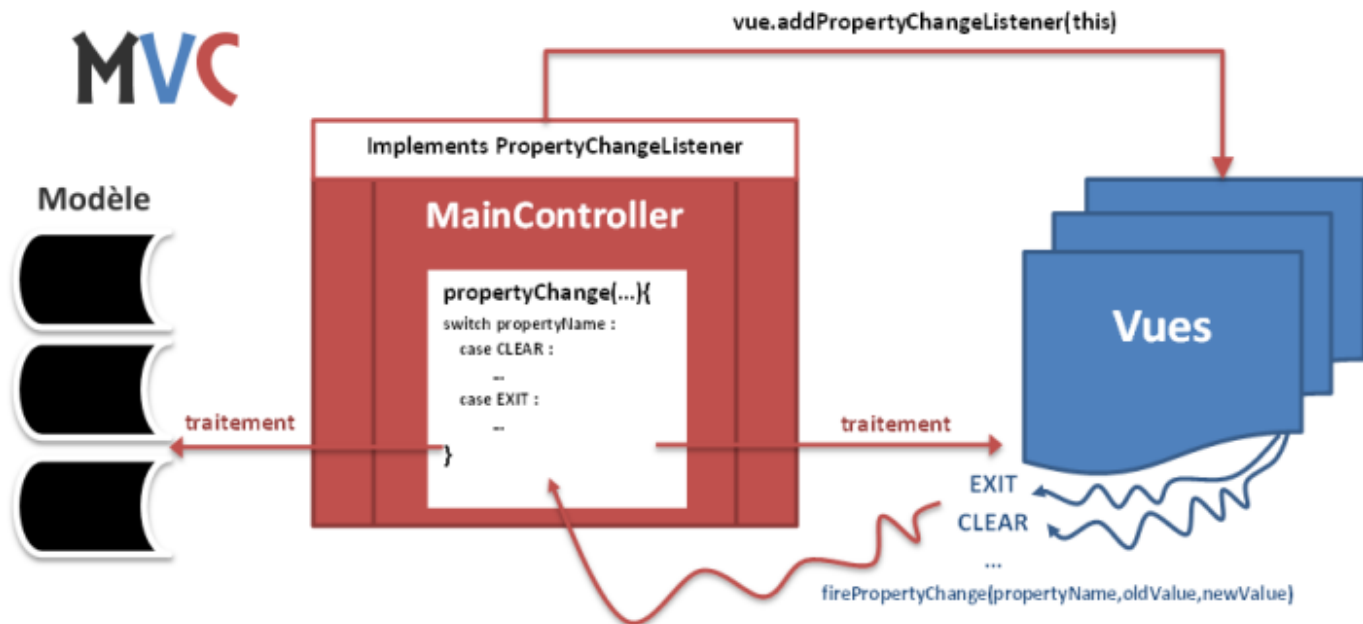 MVC
vue.addPropertyChangeListener(this)
Implements PropertyChangeListener
Modèle
MainController
propertyChange(...){
switch propertyName :
case CLEAR :
...
case EXIT :
...
}
traitement
traitement
Vues
EXIT
CLEAR
...
firePropertyChange(propertyName,oldValue,newValue)